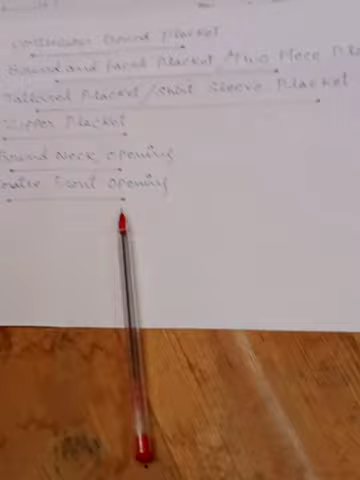 Continuous Bound Placket
Bound and Faced Placket / Two Piece Pla
Tailored Placket / Shirt Sleeve Placket
Zipper Placket
Round Neck opening
Front opening